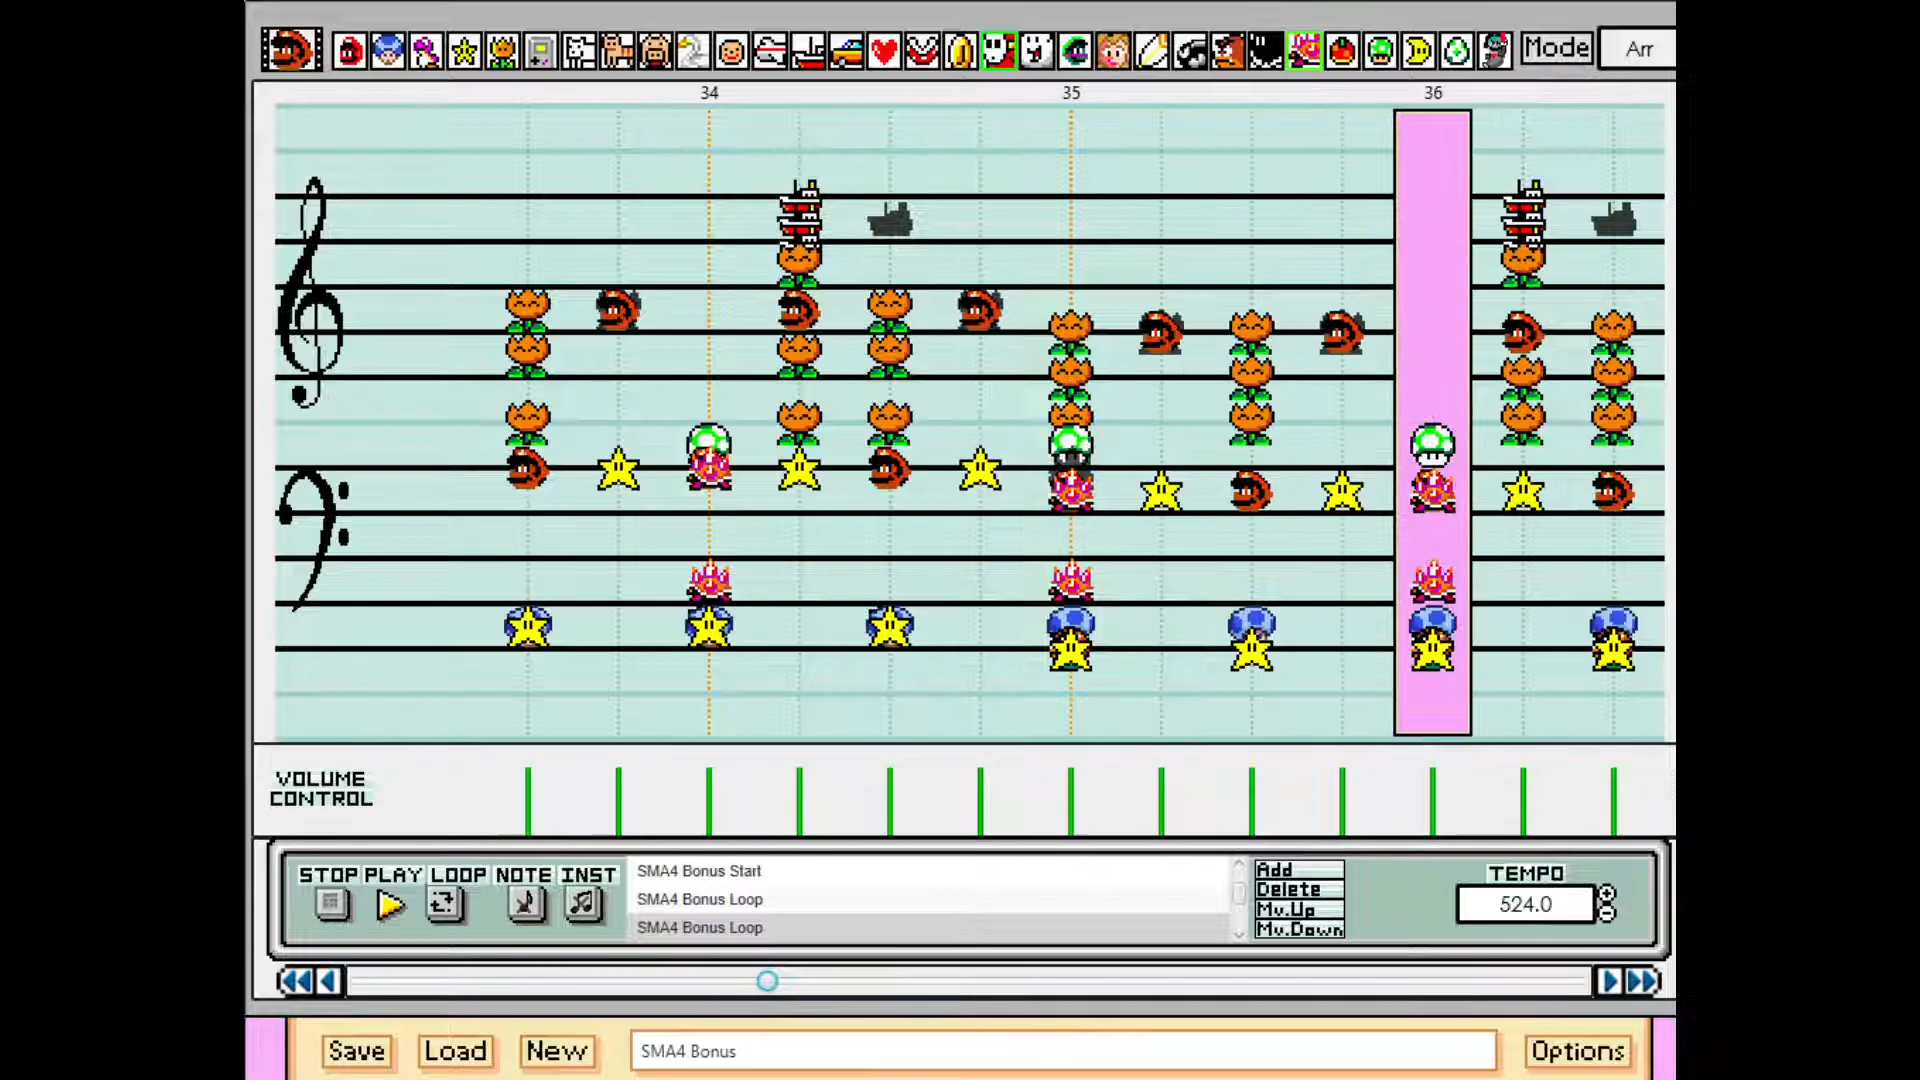 Mode
Arr
34
35
36
VOLUME
CONTROL
STOP PLAY LOOP NOTE INST
SMA4 Bonus Start
SMA4 Bonus Loop
SMA4 Bonus Loop
Add
Delete
Mv.Up
Mv.Down
TEMPO
524.0
Save
Load
New
SMA4 Bonus
Options